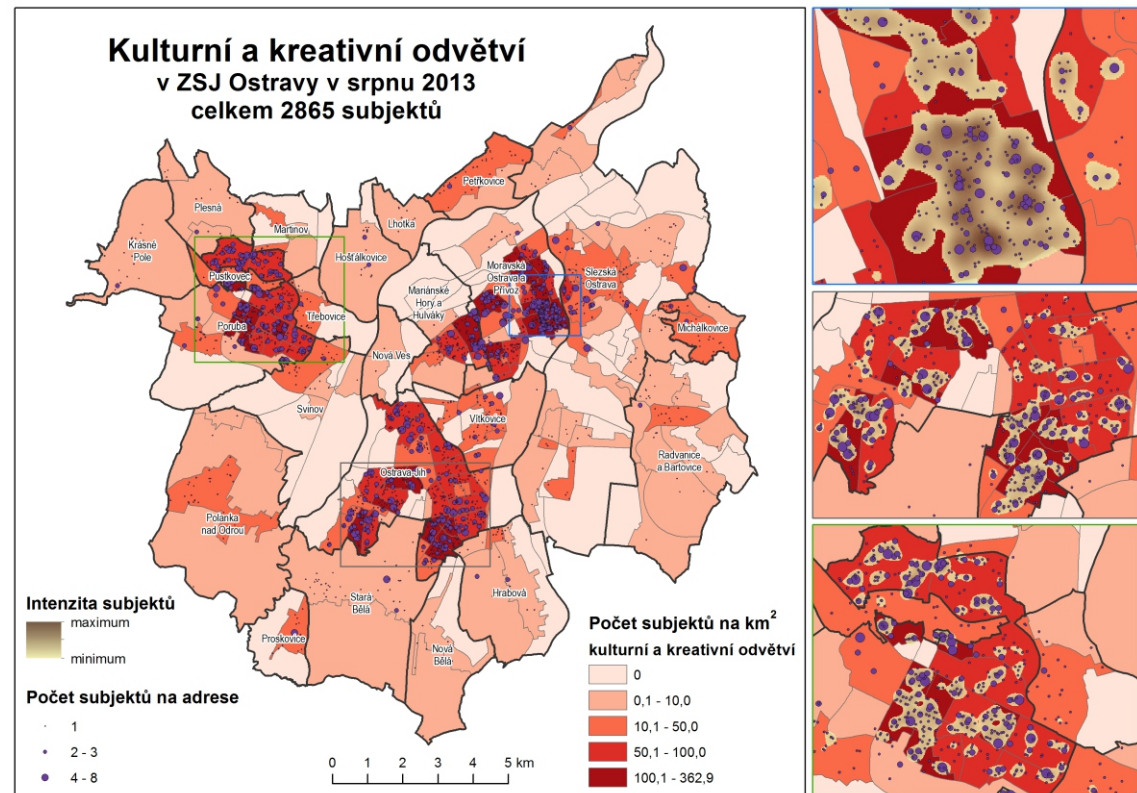 Kulturní a kreativní odvětví
v ZSJ Ostravy v srpnu 2013
celkem 2865 subjektů
Petřkovice
Plesná
Martinov
Lhotka
Krásné
Pole
Hošťálkovice
Pustkovec
Moravská
Ostrava a
Přívoz
Slezská
Ostrava
Mariánské
Hory a
Hulváky
Třebovice
Poruba
Michálkovice
Nová Ves
Svinov
Vítkovice
Radvanice
a Bartovice
Ostrava-Jih
Polanka
nad Odrou
Stará
Bělá
Hrabová
Proskovice
Nová
Bělá
Intenzita subjektů
maximum
minimum
Počet subjektů na adrese
1
2 - 3
4 - 8
0 1 2 3 4 5 km
Počet subjektů na km²
kulturní a kreativní odvětví
0
0,1 - 10,0
10,1 - 50,0
50,1 - 100,0
100,1 - 362,9